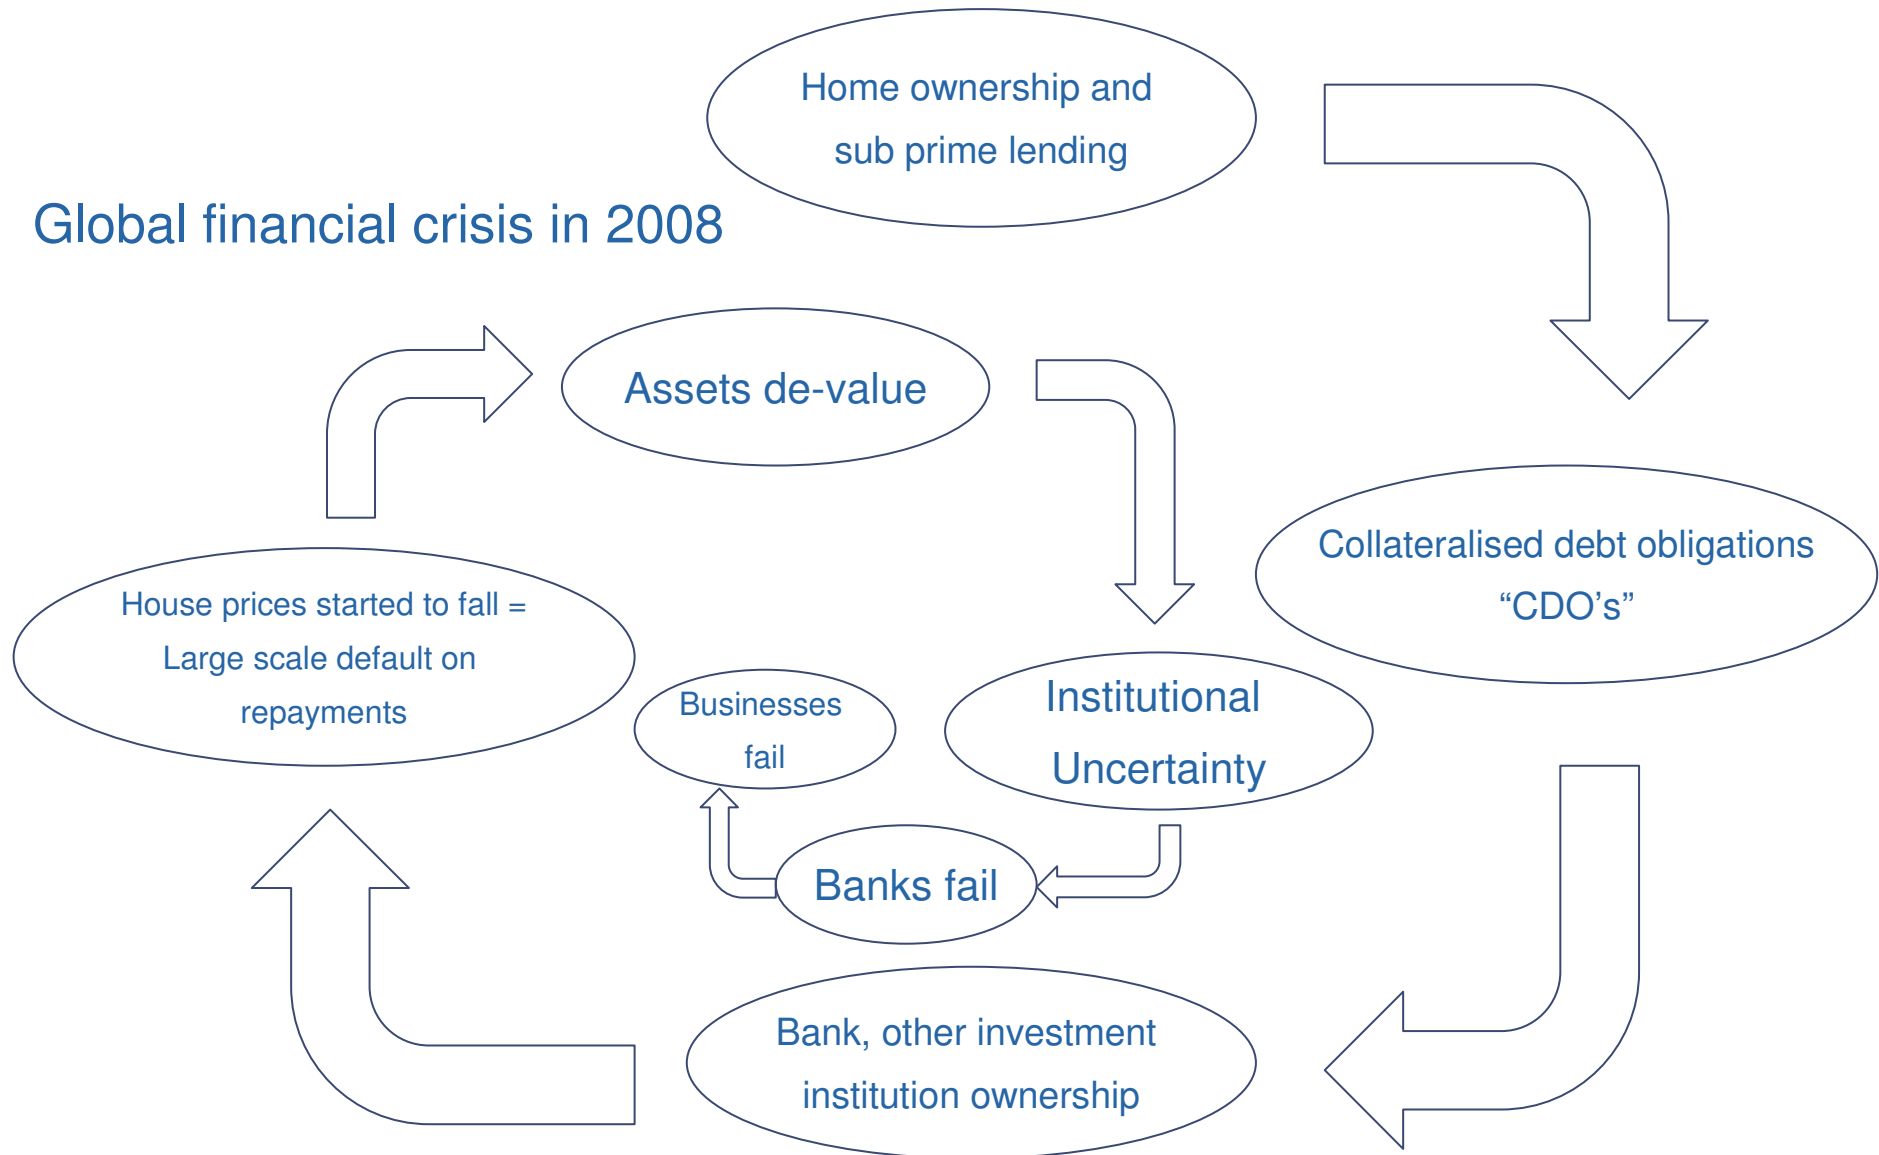 Home ownership and
sub prime lending
Global financial crisis in 2008
Assets de-value
Collateralised debt obligations
“CDO’s”
House prices started to fall =
Large scale default on
repayments
Businesses
fail
Institutional
Uncertainty
Banks fail
Bank, other investment
institution ownership